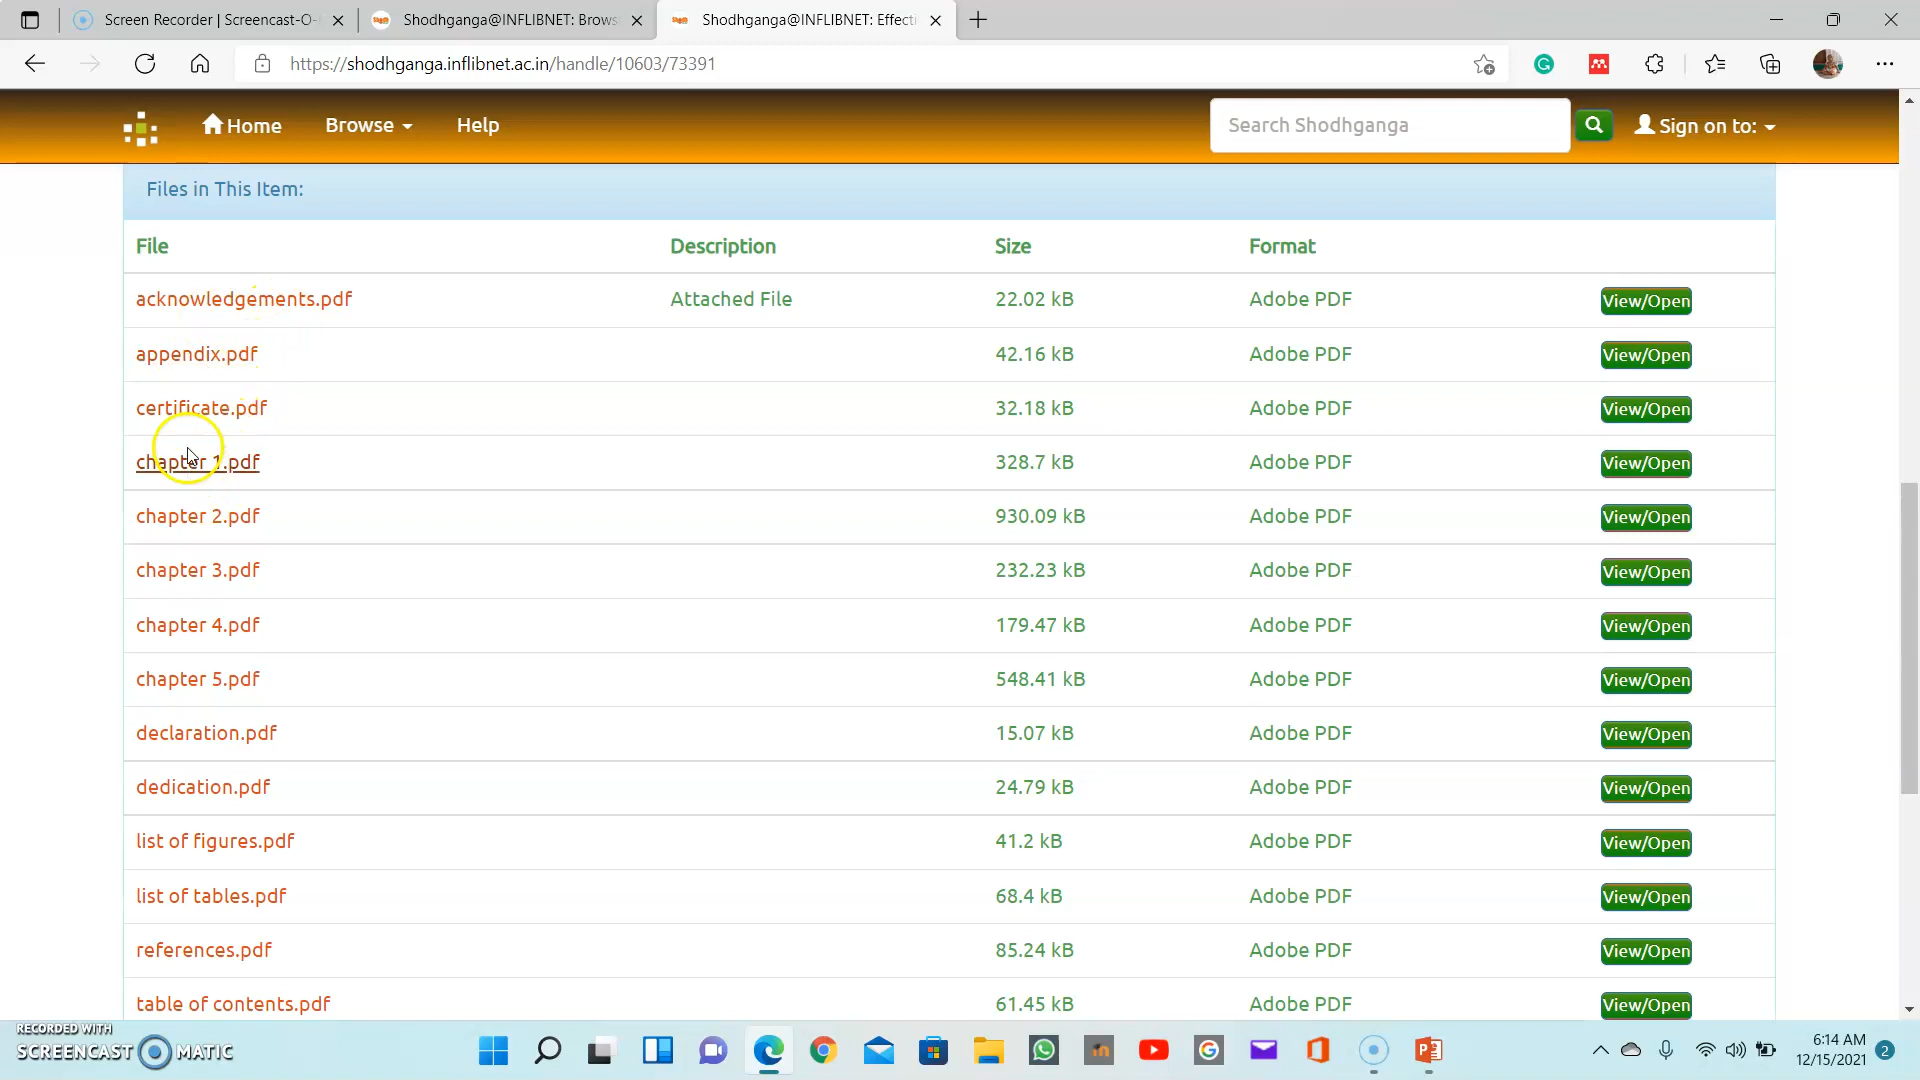 Screen Recorder | Screencast-O-
Shodhganga@INFLIBNET: Brows
Shodhganga@INFLIBNET: Effecti
https://shodhganga.inflibnet.ac.in/handle/10603/73391
Home Browse Help Search Shodhganga Sign on to:
Files in This Item:
File Description Size Format
acknowledgements.pdf Attached File 22.02 kB Adobe PDF View/Open
appendix.pdf 42.16 kB Adobe PDF View/Open
certificate.pdf 32.18 kB Adobe PDF View/Open
chapter 1.pdf 328.7 kB Adobe PDF View/Open
chapter 2.pdf 930.09 kB Adobe PDF View/Open
chapter 3.pdf 232.23 kB Adobe PDF View/Open
chapter 4.pdf 179.47 kB Adobe PDF View/Open
chapter 5.pdf 548.41 kB Adobe PDF View/Open
declaration.pdf 15.07 kB Adobe PDF View/Open
dedication.pdf 24.79 kB Adobe PDF View/Open
list of figures.pdf 41.2 kB Adobe PDF View/Open
list of tables.pdf 68.4 kB Adobe PDF View/Open
references.pdf 85.24 kB Adobe PDF View/Open
table of contents.pdf 61.45 kB Adobe PDF View/Open
RECORDED WITH
SCREENCAST MATIC
6:14 AM
12/15/2021
2